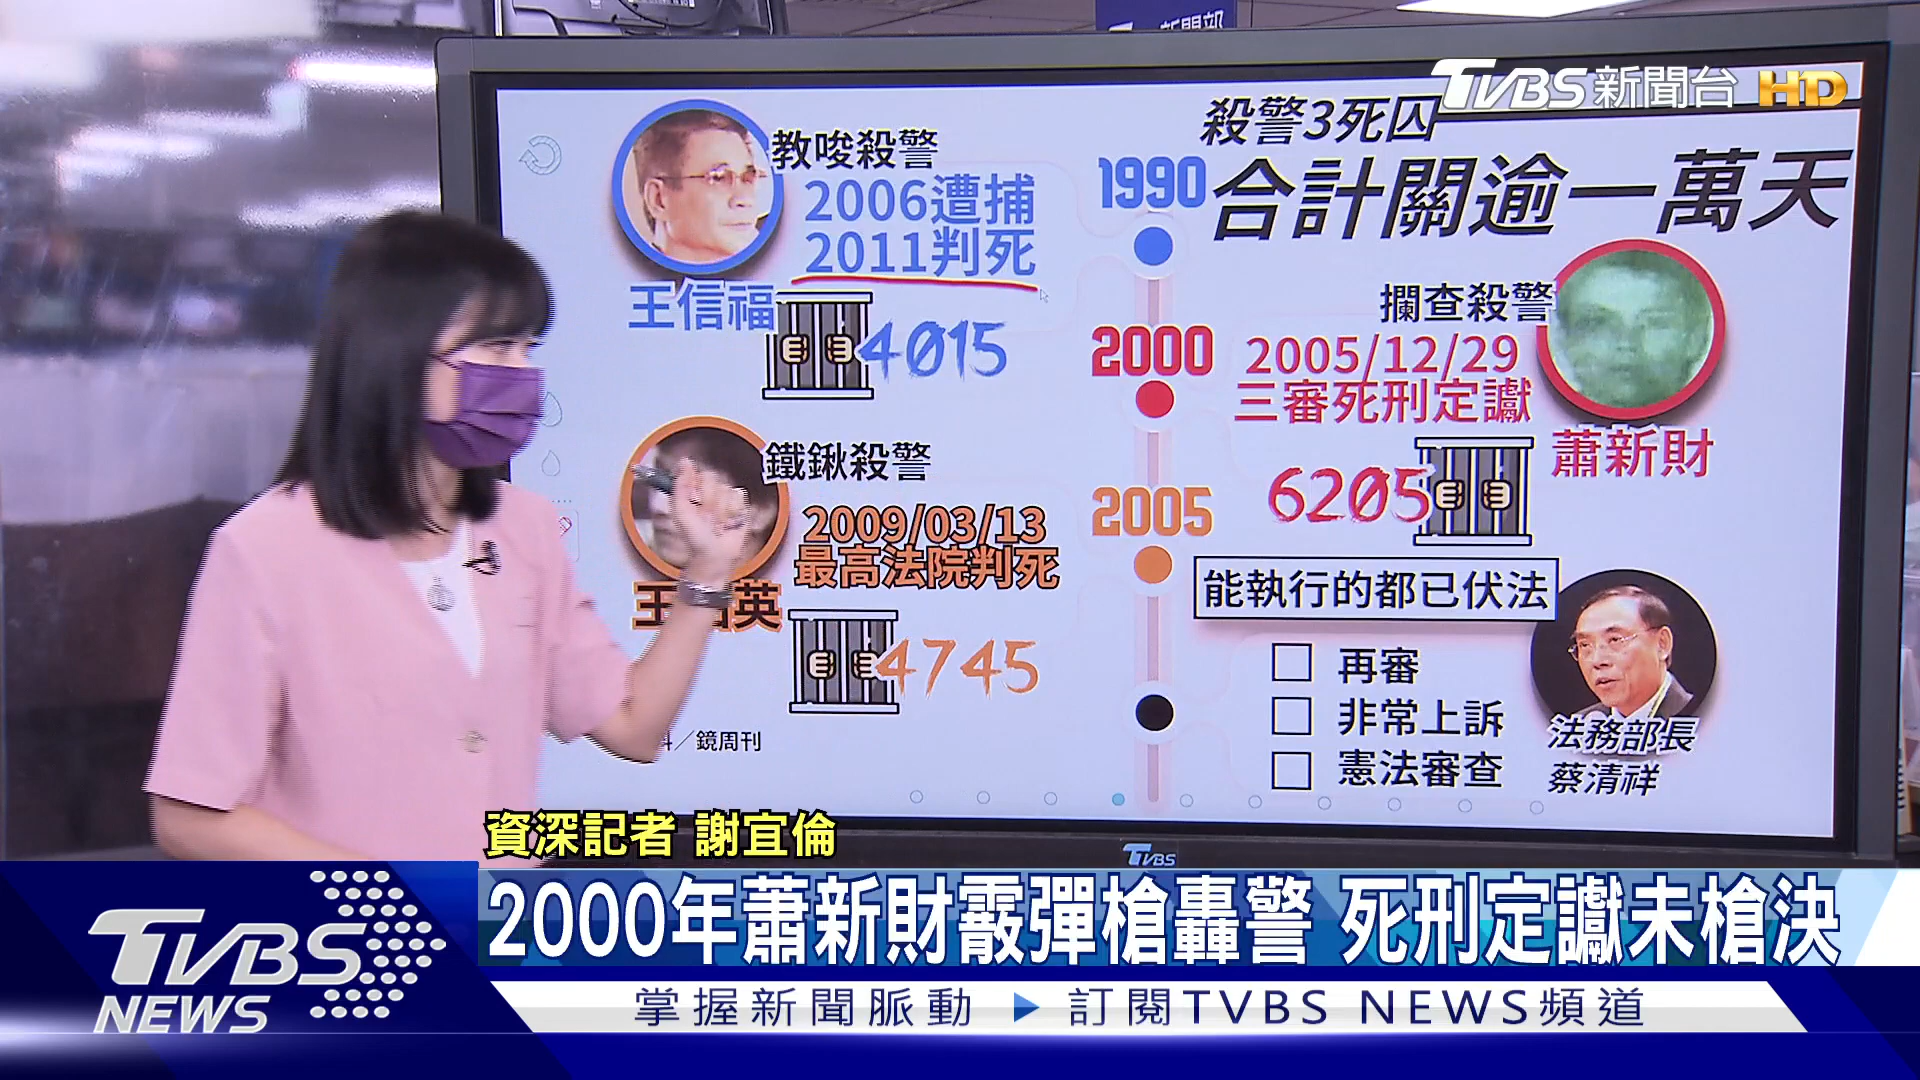 TVBS新聞台 HD
新聞部
殺警3死囚
合計關逾一萬天
教唆殺警
2006遭捕
2011判死
王信福
4015
1990
攔查殺警
2005/12/29
三審死刑定讞
蕭新財
6205
2000
鐵鍬殺警
2009/03/13
最高法院判死
英
4745
2005
能執行的都已伏法
再審
非常上訴
憲法審查
法務部長
蔡清祥
／鏡周刊
TVBS
資深記者 謝宜倫
2000年蕭新財霰彈槍轟警 死刑定讞未槍決
TVBS
NEWS
掌握新聞脈動 ▶ 訂閱TVBS NEWS頻道